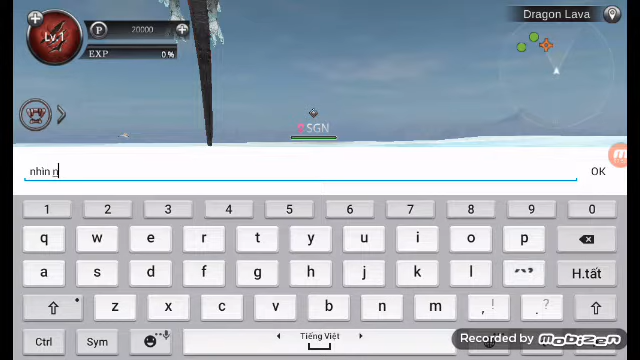 Lv.1
P 20000
EXP 0 %
Dragon Lava
SGN
nhìn n
OK
1 2 3 4 5 6 7 8 9 0
q w e r t y u i o p
a s d f g h j k l H.tất
z x c v b n m , ! . ?
Ctrl Sym Tiếng Việt
Recorded by MOBIZEN